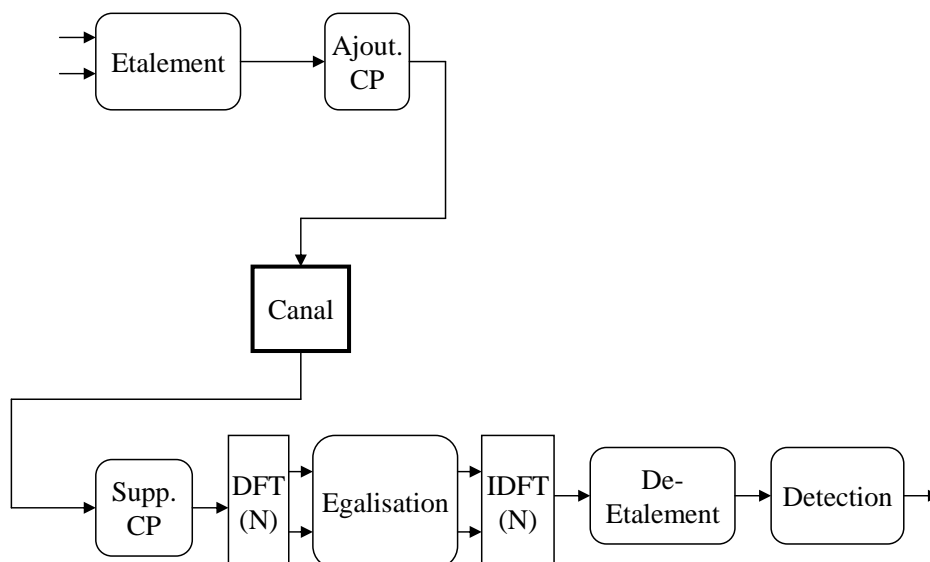 Etalement
Ajout.
CP
Canal
Supp.
CP
DFT
(N)
Egalisation
IDFT
(N)
De-
Etalement
Detection